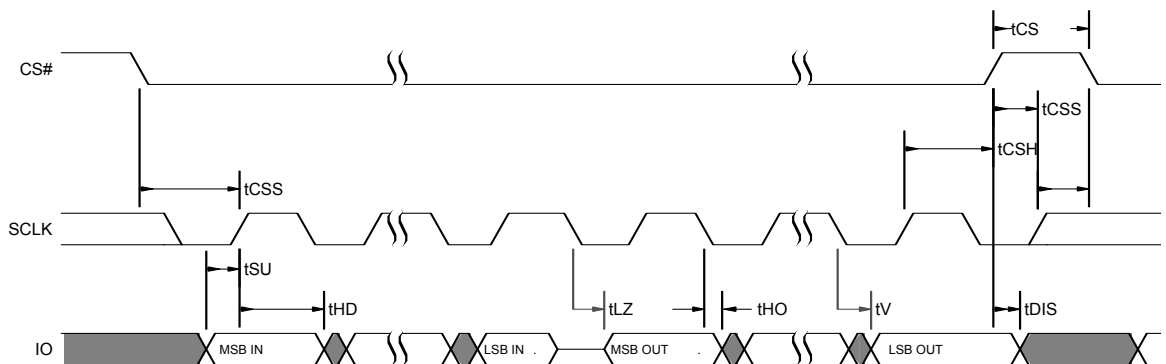 tCS
CS#
tCSS
tCSH
tCSS
SCLK
tSU
tHD
tLZ
tHO
tV
tDIS
IO
MSB IN
LSB IN .
MSB OUT .
LSB OUT